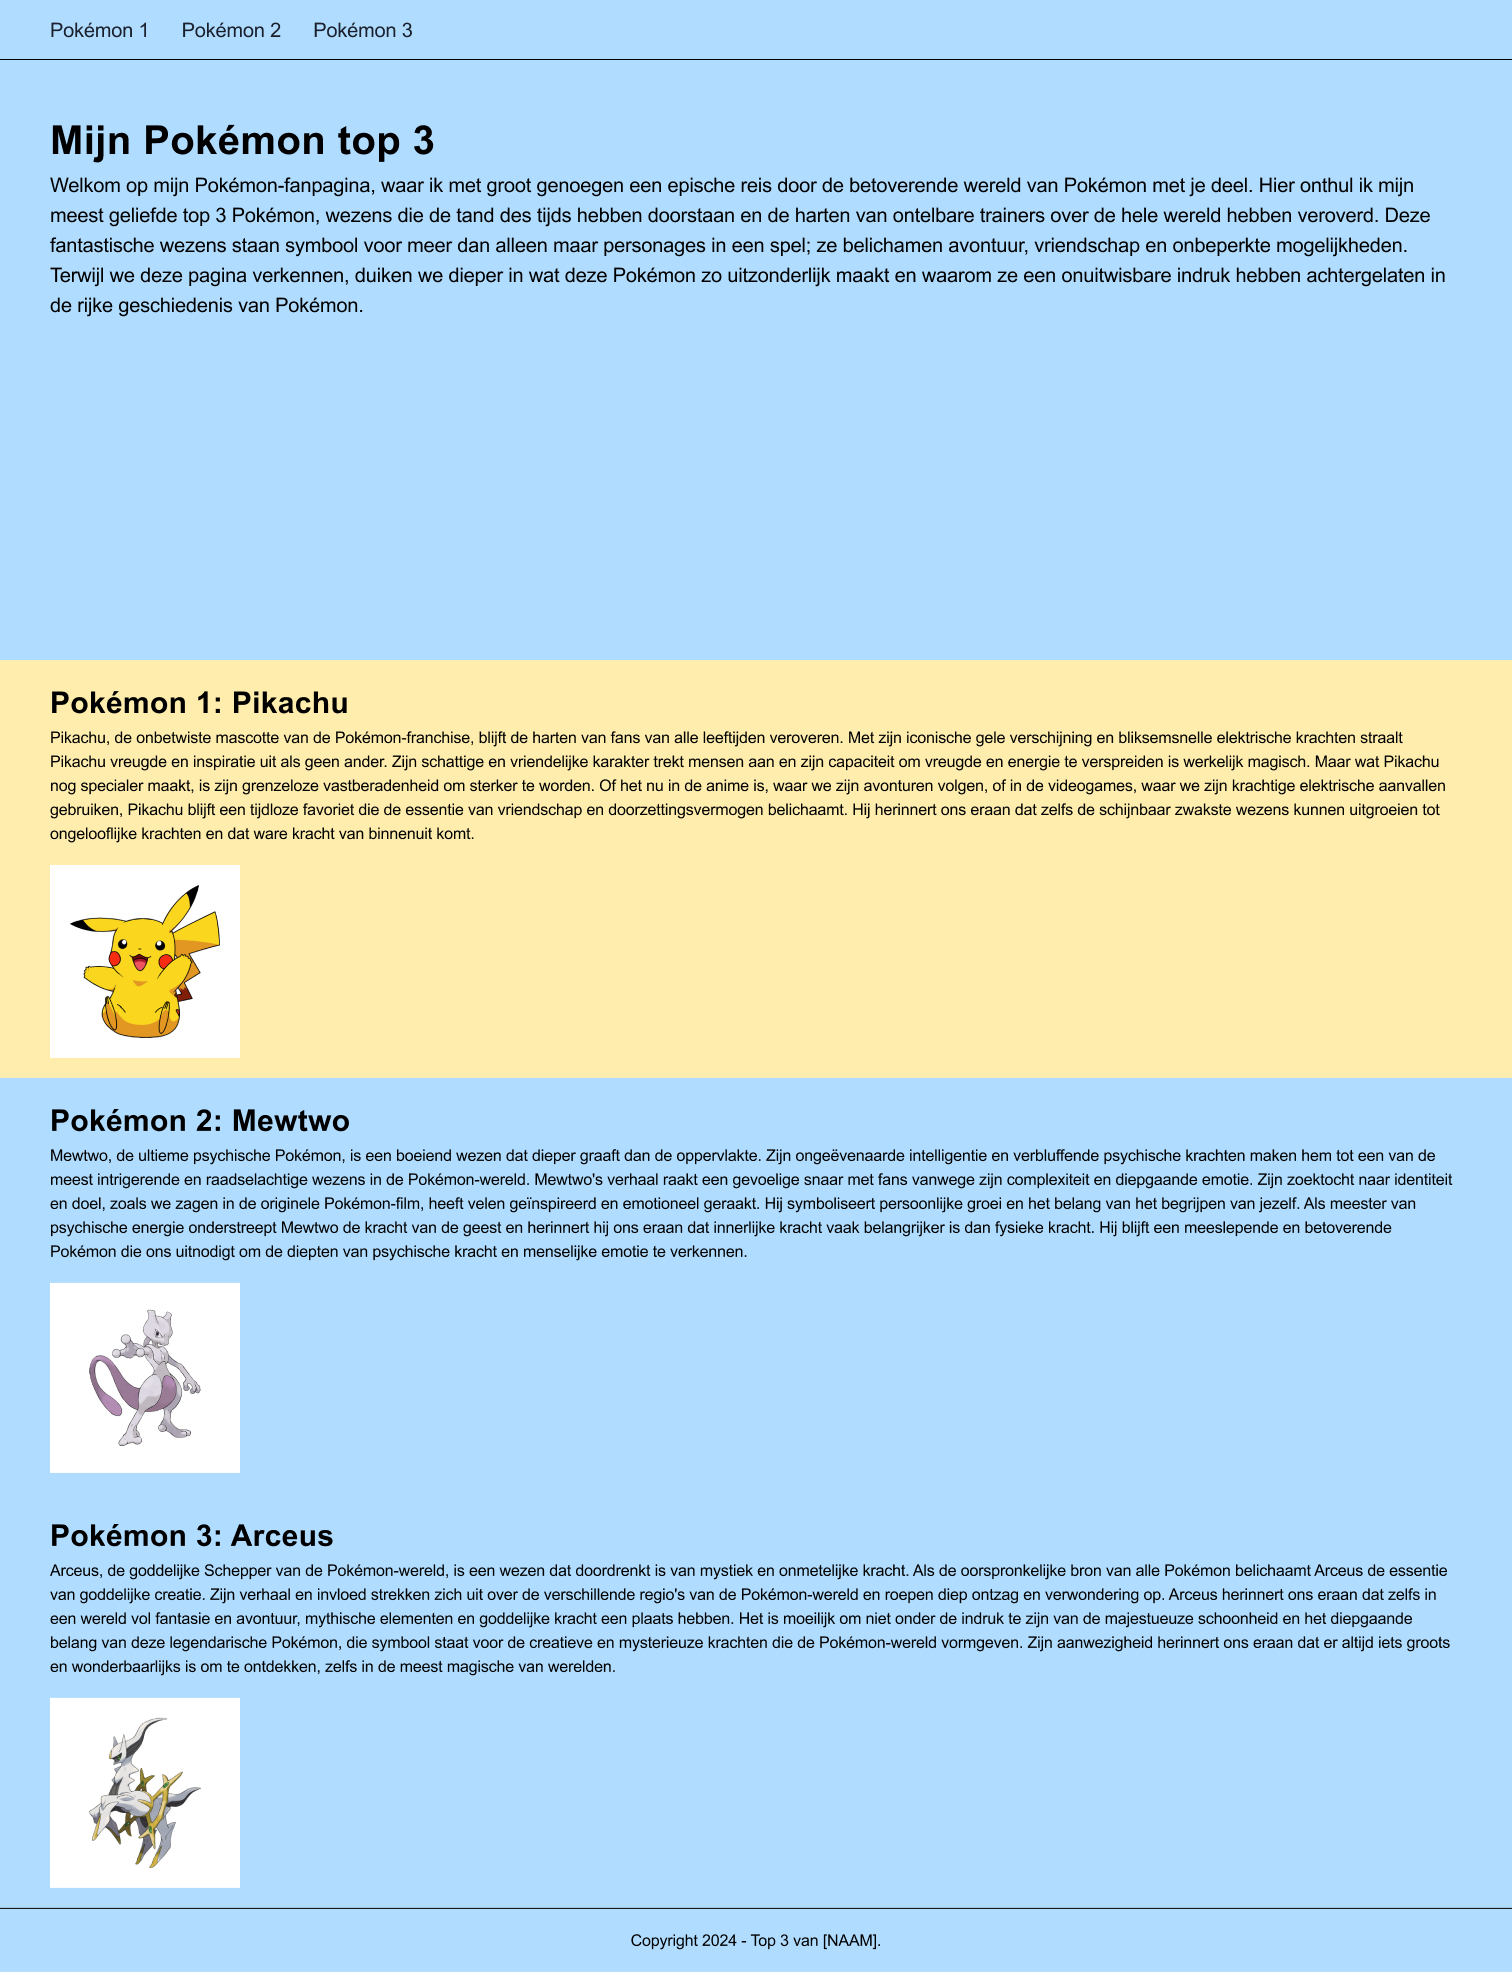 Pokémon 1 Pokémon 2 Pokémon 3
Mijn Pokémon top 3
Welkom op mijn Pokémon-fanpagina, waar ik met groot genoegen een epische reis door de betoverende wereld van Pokémon met je deel. Hier onthul ik mijn
meest geliefde top 3 Pokémon, wezens die de tand des tijds hebben doorstaan en de harten van ontelbare trainers over de hele wereld hebben veroverd. Deze
fantastische wezens staan symbool voor meer dan alleen maar personages in een spel; ze belichamen avontuur, vriendschap en onbeperkte mogelijkheden.
Terwijl we deze pagina verkennen, duiken we dieper in wat deze Pokémon zo uitzonderlijk maakt en waarom ze een onuitwisbare indruk hebben achtergelaten in
de rijke geschiedenis van Pokémon.
Pokémon 1: Pikachu
Pikachu, de onbetwiste mascotte van de Pokémon-franchise, blijft de harten van fans van alle leeftijden veroveren. Met zijn iconische gele verschijning en bliksemsnelle elektrische krachten straalt
Pikachu vreugde en inspiratie uit als geen ander. Zijn schattige en vriendelijke karakter trekt mensen aan en zijn capaciteit om vreugde en energie te verspreiden is werkelijk magisch. Maar wat Pikachu
nog specialer maakt, is zijn grenzeloze vastberadenheid om sterker te worden. Of het nu in de anime is, waar we zijn avonturen volgen, of in de videogames, waar we zijn krachtige elektrische aanvallen
gebruiken, Pikachu blijft een tijdloze favoriet die de essentie van vriendschap en doorzettingsvermogen belichaamt. Hij herinnert ons eraan dat zelfs de schijnbaar zwakste wezens kunnen uitgroeien tot
ongelooflijke krachten en dat ware kracht van binnenuit komt.
Pokémon 2: Mewtwo
Mewtwo, de ultieme psychische Pokémon, is een boeiend wezen dat dieper graaft dan de oppervlakte. Zijn ongeëvenaarde intelligentie en verbluffende psychische krachten maken hem tot een van de
meest intrigerende en raadselachtige wezens in de Pokémon-wereld. Mewtwo's verhaal raakt een gevoelige snaar met fans vanwege zijn complexiteit en diepgaande emotie. Zijn zoektocht naar identiteit
en doel, zoals we zagen in de originele Pokémon-film, heeft velen geïnspireerd en emotioneel geraakt. Hij symboliseert persoonlijke groei en het belang van het begrijpen van jezelf. Als meester van
psychische energie onderstreept Mewtwo de kracht van de geest en herinnert hij ons eraan dat innerlijke kracht vaak belangrijker is dan fysieke kracht. Hij blijft een meeslepende en betoverende
Pokémon die ons uitnodigt om de diepten van psychische kracht en menselijke emotie te verkennen.
Pokémon 3: Arceus
Arceus, de goddelijke Schepper van de Pokémon-wereld, is een wezen dat doordrenkt is van mystiek en onmetelijke kracht. Als de oorspronkelijke bron van alle Pokémon belichaamt Arceus de essentie
van goddelijke creatie. Zijn verhaal en invloed strekken zich uit over de verschillende regio's van de Pokémon-wereld en roepen diep ontzag en verwondering op. Arceus herinnert ons eraan dat zelfs in
een wereld vol fantasie en avontuur, mythische elementen en goddelijke kracht een plaats hebben. Het is moeilijk om niet onder de indruk te zijn van de majestueuze schoonheid en het diepgaande
belang van deze legendarische Pokémon, die symbool staat voor de creatieve en mysterieuze krachten die de Pokémon-wereld vormgeven. Zijn aanwezigheid herinnert ons eraan dat er altijd iets groots
en wonderbaarlijks is om te ontdekken, zelfs in de meest magische van werelden.
Copyright 2024 - Top 3 van [NAAM].